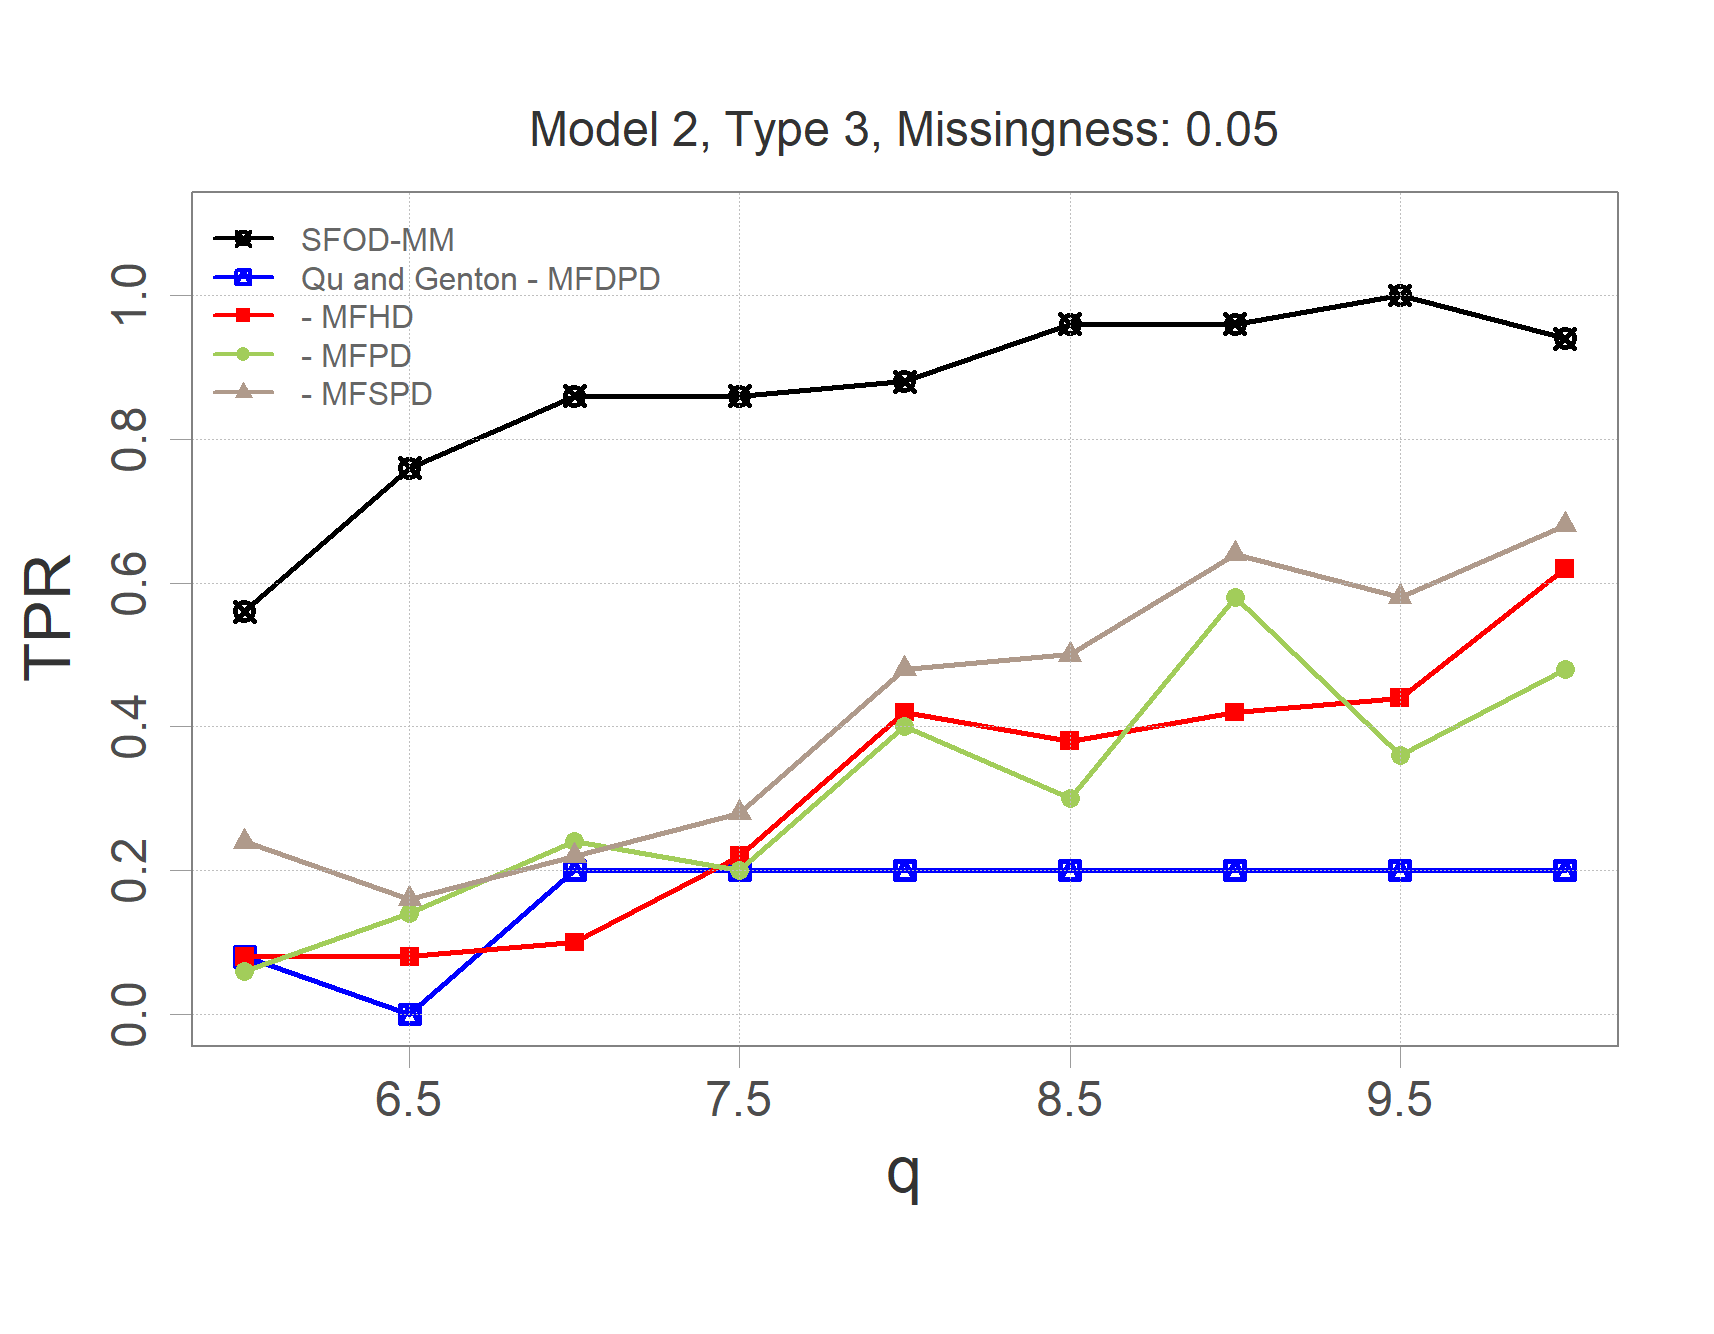 Model 2, Type 3, Missingness: 0.05
SFOD-MM
Qu and Genton - MFDPD
- MFHD
- MFPD
- MFSPD
TPR
1.0
0.8
0.6
0.4
0.2
0.0
6.5 7.5 8.5 9.5
q